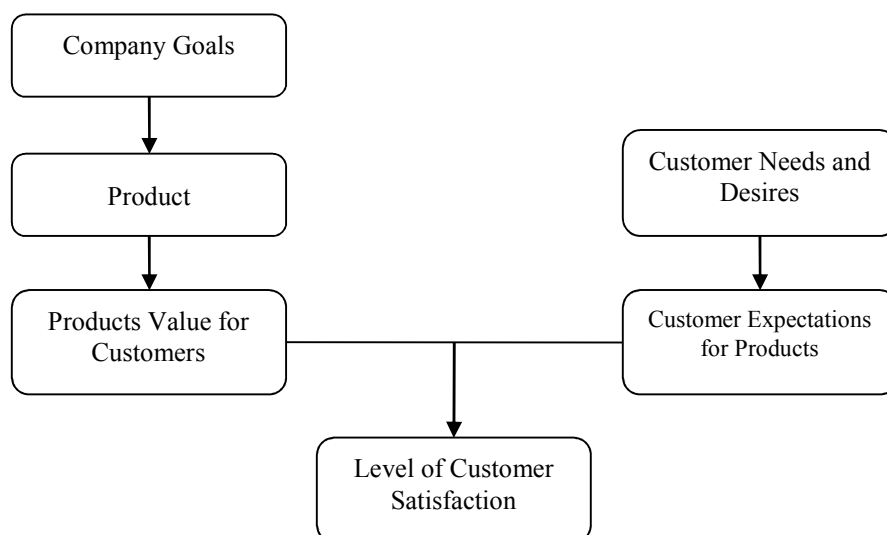 Company Goals
Product
Products Value for
Customers
Customer Needs and
Desires
Customer Expectations
for Products
Level of Customer
Satisfaction